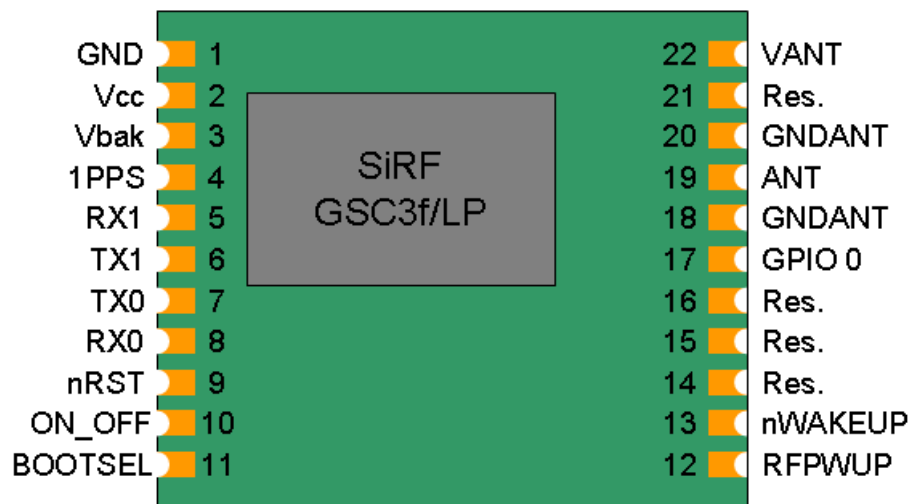 GND 1 22 VANT
Vcc 2 21 Res.
Vbak 3 20 GNDANT
1PPS 4 SiRF 19 ANT
RX1 5 GSC3f/LP 18 GNDANT
TX1 6 17 GPIO 0
TX0 7 16 Res.
RX0 8 15 Res.
nRST 9 14 Res.
ON_OFF 10 13 nWAKEUP
BOOTSEL 11 12 RFPWUP